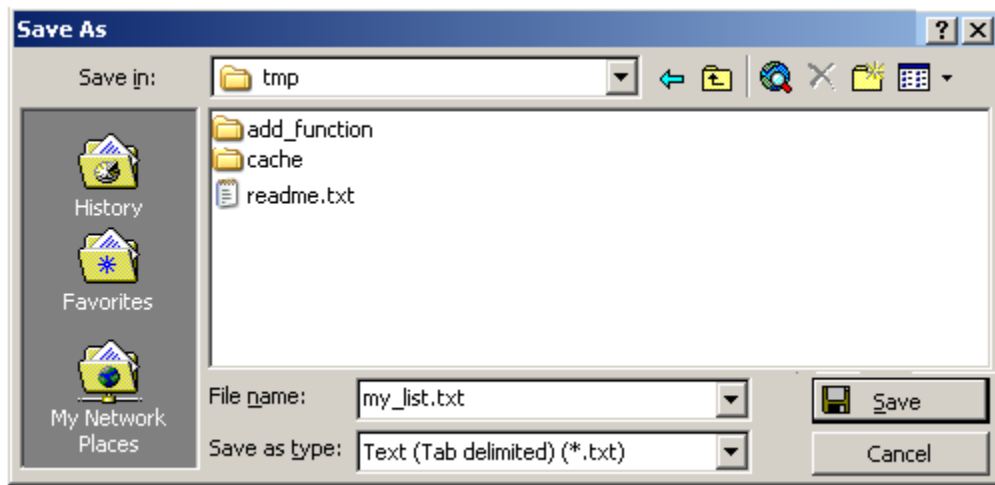 Save As
Save in:
tmp
add_function
cache
readme.txt
History
Favorites
My Network
Places
File name:
my_list.txt
Save
Save as type:
Text (Tab delimited) (*.txt)
Cancel